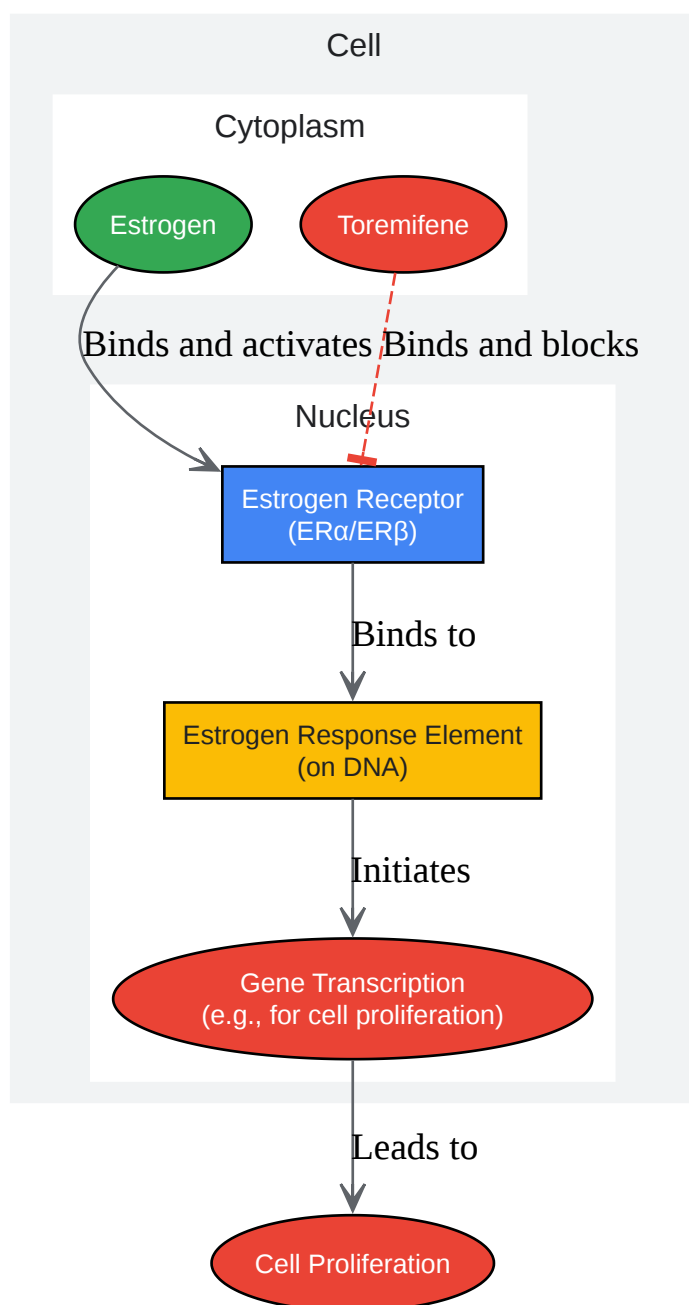 Cell
Cytoplasm
Estrogen
Toremifene
Binds and activates
Binds and blocks
Nucleus
Estrogen Receptor
(ERα/ERβ)
Binds to
Estrogen Response Element
(on DNA)
Initiates
Gene Transcription
(e.g., for cell proliferation)
Leads to
Cell Proliferation